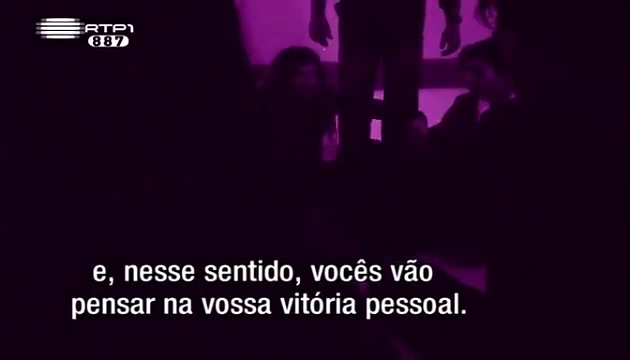 RTP1
887
e, nesse sentido, vocês vão
pensar na vossa vitória pessoal.